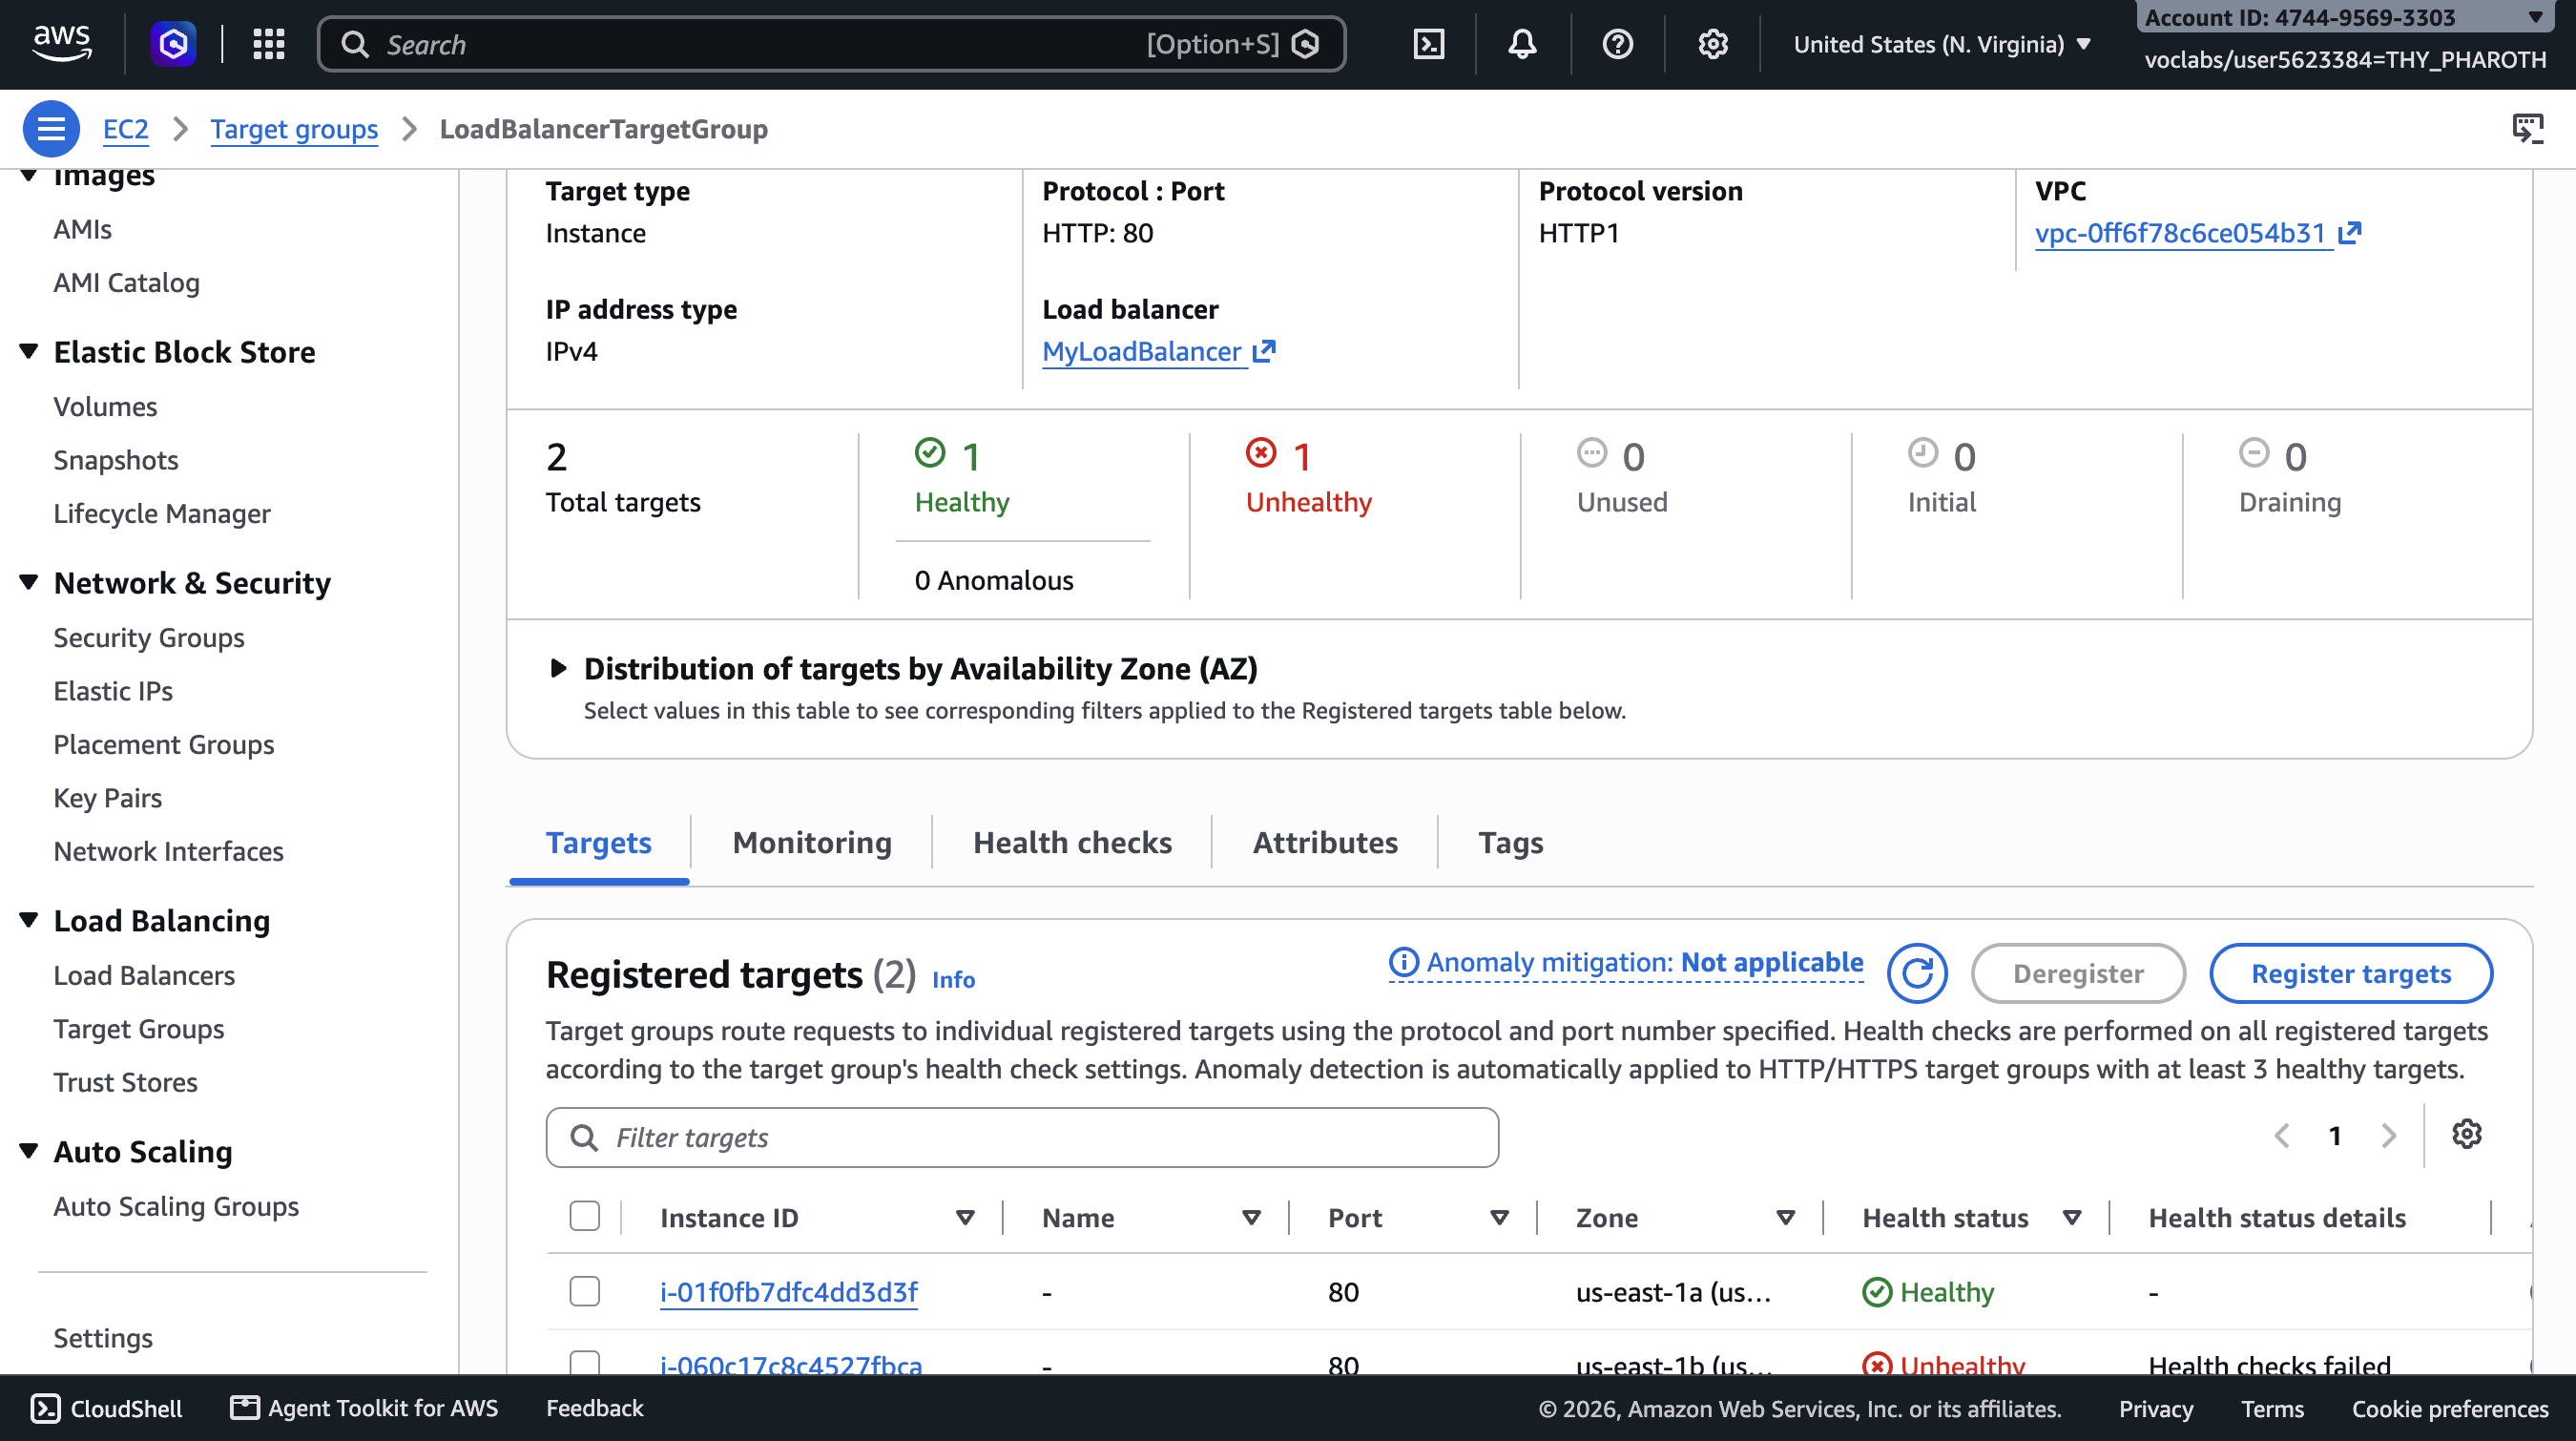 aws
Search
[Option+S]
United States (N. Virginia)
Account ID: 4744-9569-3303
voclabs/user5623384=THY_PHAROTH
EC2
Target groups
LoadBalancerTargetGroup
Images
AMIs
AMI Catalog
Elastic Block Store
Volumes
Snapshots
Lifecycle Manager
Network & Security
Security Groups
Elastic IPs
Placement Groups
Key Pairs
Network Interfaces
Load Balancing
Load Balancers
Target Groups
Trust Stores
Auto Scaling
Auto Scaling Groups
Settings
Target type
Instance
Protocol : Port
HTTP: 80
Protocol version
HTTP1
VPC
vpc-0ff6f78c6ce054b31
IP address type
IPv4
Load balancer
MyLoadBalancer
2
Total targets
1
Healthy
0 Anomalous
1
Unhealthy
0
Unused
0
Initial
0
Draining
Distribution of targets by Availability Zone (AZ)
Select values in this table to see corresponding filters applied to the Registered targets table below.
Targets
Monitoring
Health checks
Attributes
Tags
Registered targets (2) Info
Anomaly mitigation: Not applicable
Deregister
Register targets
Target groups route requests to individual registered targets using the protocol and port number specified. Health checks are performed on all registered targets
according to the target group's health check settings. Anomaly detection is automatically applied to HTTP/HTTPS target groups with at least 3 healthy targets.
Filter targets
1
Instance ID Name Port Zone Health status Health status details
i-01f0fb7dfc4dd3d3f - 80 us-east-1a (us... Healthy -
i-060c17c8c4527fbca - 80 us-east-1b (us... Unhealthy Health checks failed
CloudShell
Agent Toolkit for AWS
Feedback
© 2026, Amazon Web Services, Inc. or its affiliates.
Privacy
Terms
Cookie preferences